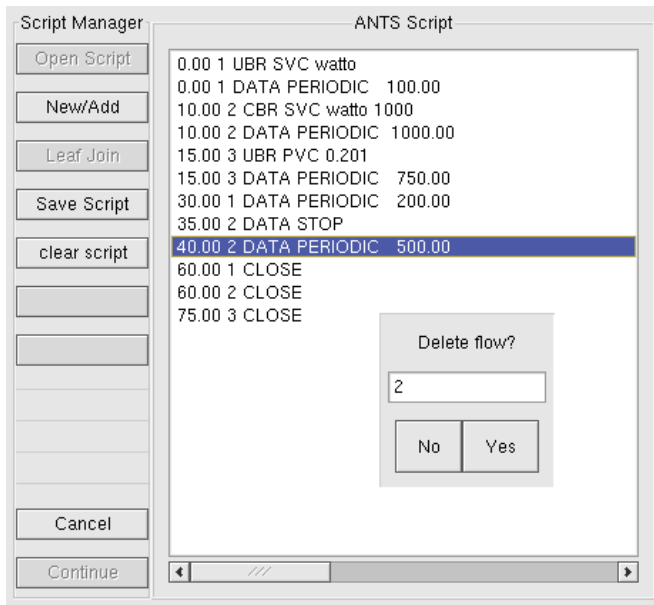 Script Manager
ANTS Script
Open Script
New/Add
Leaf Join
Save Script
clear script
Cancel
Continue
0.00 1 UBR SVC watto
0.00 1 DATA PERIODIC 100.00
10.00 2 CBR SVC watto 1000
10.00 2 DATA PERIODIC 1000.00
15.00 3 UBR PVC 0.201
15.00 3 DATA PERIODIC 750.00
30.00 1 DATA PERIODIC 200.00
35.00 2 DATA STOP
40.00 2 DATA PERIODIC 500.00
60.00 1 CLOSE
60.00 2 CLOSE
75.00 3 CLOSE
Delete flow?
2
No Yes